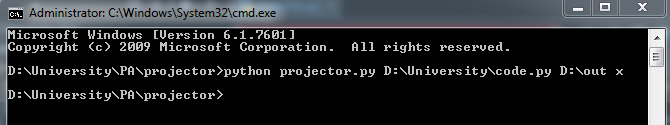 Administrator: C:\Windows\System32\cmd.exe
Microsoft Windows [Version 6.1.7601]
Copyright (c) 2009 Microsoft Corporation.  All rights reserved.
D:\University\PA\projector>python projector.py D:\University\code.py D:\out x
D:\University\PA\projector>